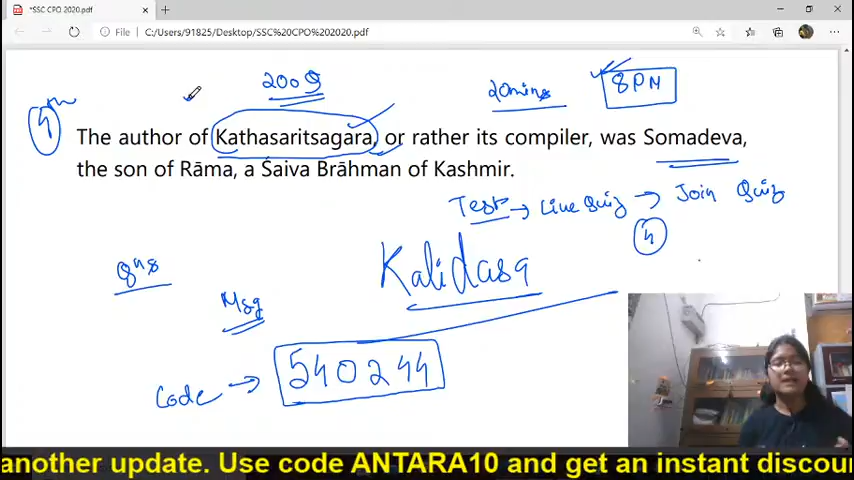 *SSC CPO 2020.pdf
File C:/Users/91825/Desktop/SSC%20CPO%202020.pdf
2009
20mins
8PM
4th
The author of Kathasaritsagara, or rather its compiler, was Somadeva,
the son of Rāma, a Śaiva Brāhman of Kashmir.
Test → Live Quiz → Join Quiz
4
Kalidasa
Msg
Code → 540244
another update. Use code ANTARA10 and get an instant discou